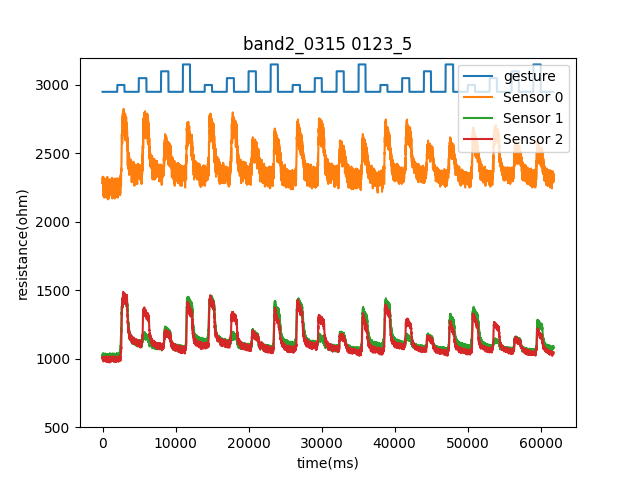 band2_0315 0123_5
gesture
Sensor 0
Sensor 1
Sensor 2
3000
2500
2000
1500
1000
500
resistance(ohm)
0 10000 20000 30000 40000 50000 60000
time(ms)